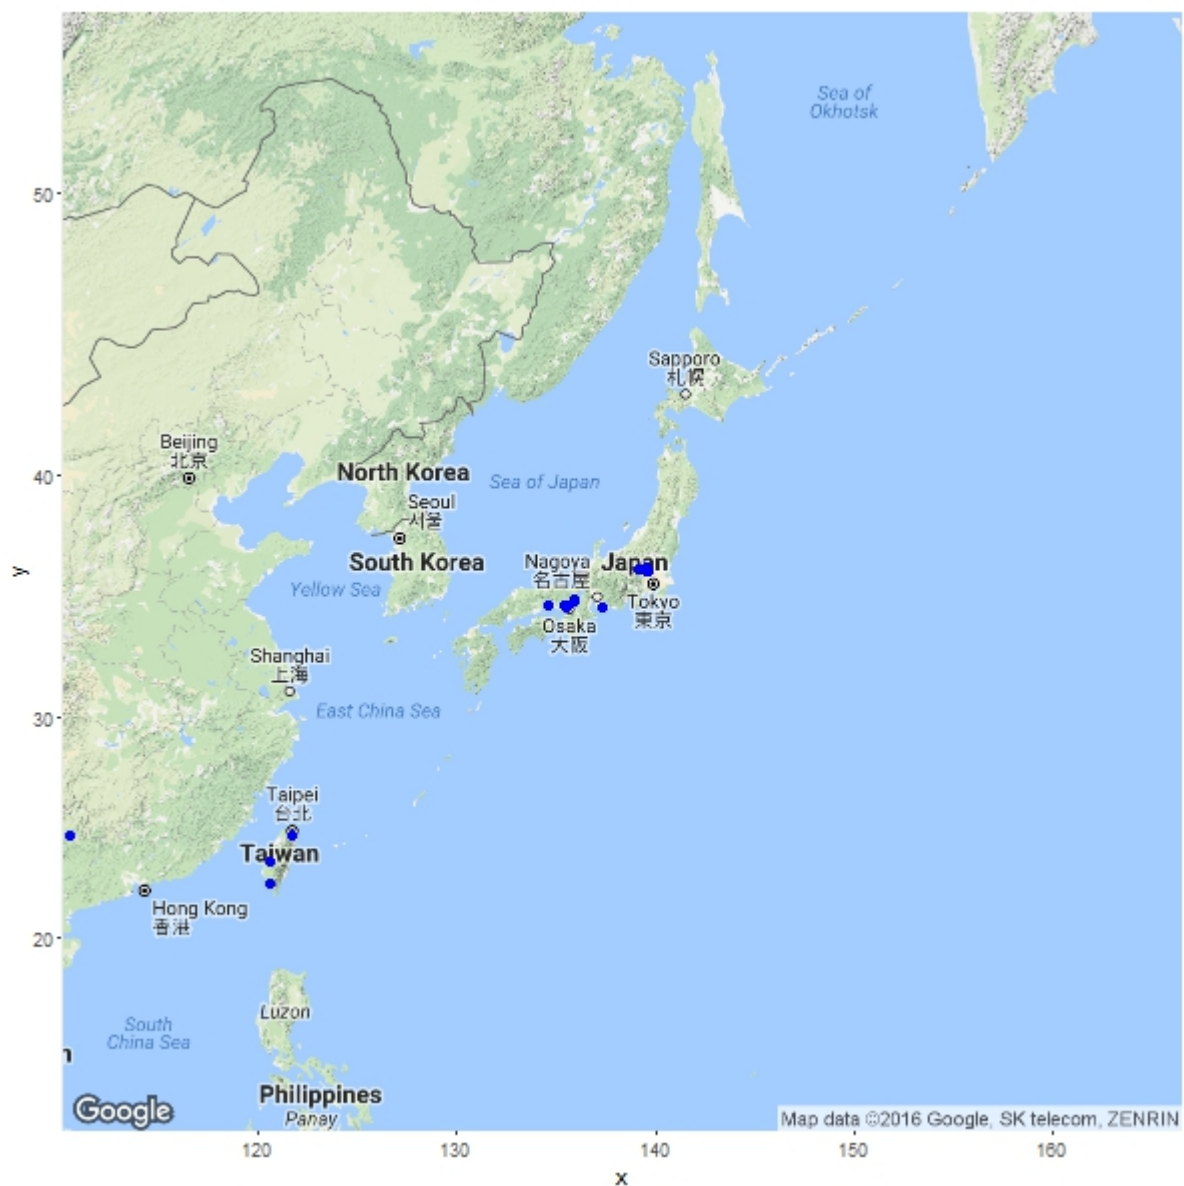 Sea of
Okhotsk
50
Sapporo
札幌
Beijing
北京
40
North Korea
Sea of Japan
Seoul
서울
South Korea
Nagoya
名古屋
Japan
Yellow Sea
Tokyo
東京
Osaka
大阪
Shanghai
上海
30
East China Sea
Taipei
台北
Taiwan
Hong Kong
香港
20
Luzon
South
China Sea
n
Philippines
Panay
Google
Map data ©2016 Google, SK telecom, ZENRIN
120
130
140
150
160
x
y